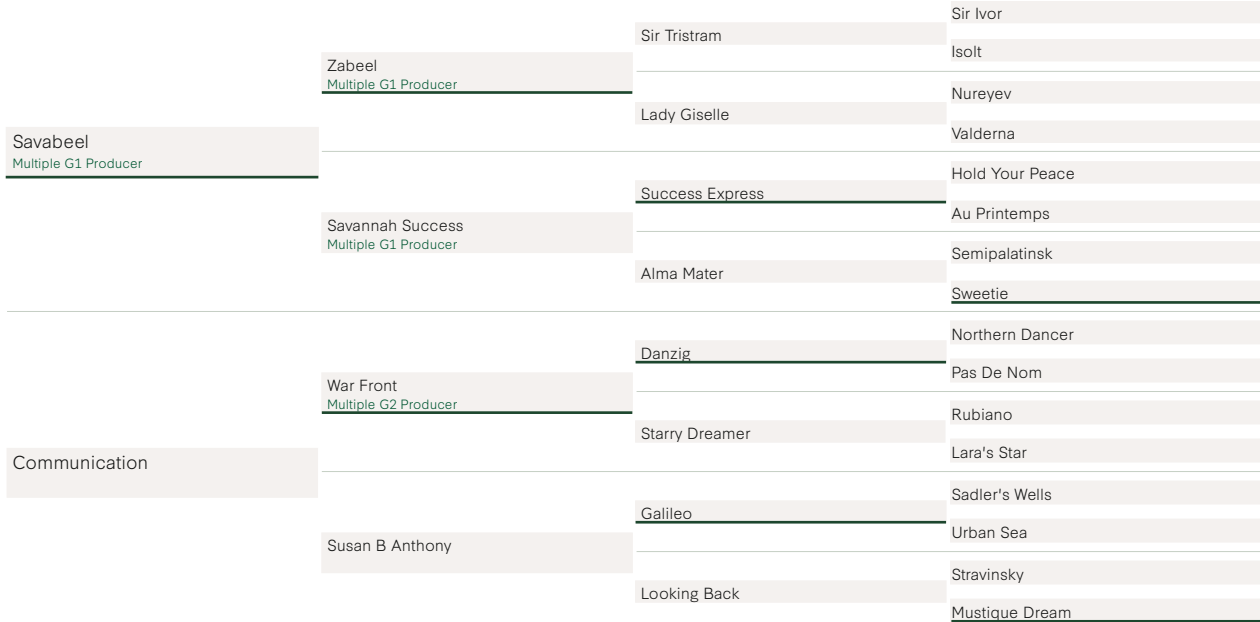 Sir Ivor
Sir Tristram
Isolt
Zabeel
Multiple G1 Producer
Nureyev
Lady Giselle
Valderna
Savabeel
Multiple G1 Producer
Hold Your Peace
Success Express
Au Printemps
Savannah Success
Multiple G1 Producer
Semipalatinsk
Alma Mater
Sweetie
Northern Dancer
Danzig
Pas De Nom
War Front
Multiple G2 Producer
Rubiano
Starry Dreamer
Lara's Star
Communication
Sadler's Wells
Galileo
Urban Sea
Susan B Anthony
Stravinsky
Looking Back
Mustique Dream